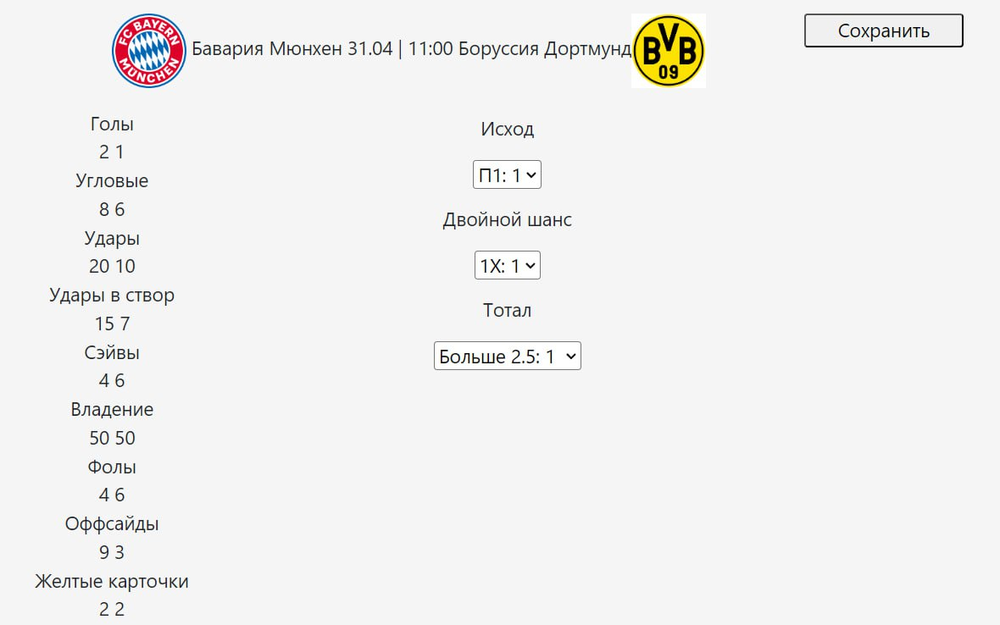 FC BAYERN MÜNCHEN
Бавария Мюнхен 31.04 | 11:00 Боруссия Дортмунд
BVB
09
Сохранить
Голы
2 1
Угловые
8 6
Удары
20 10
Удары в створ
15 7
Сэйвы
4 6
Владение
50 50
Фолы
4 6
Оффсайды
9 3
Желтые карточки
2 2
Исход
П1: 1
Двойной шанс
1X: 1
Тотал
Больше 2.5: 1